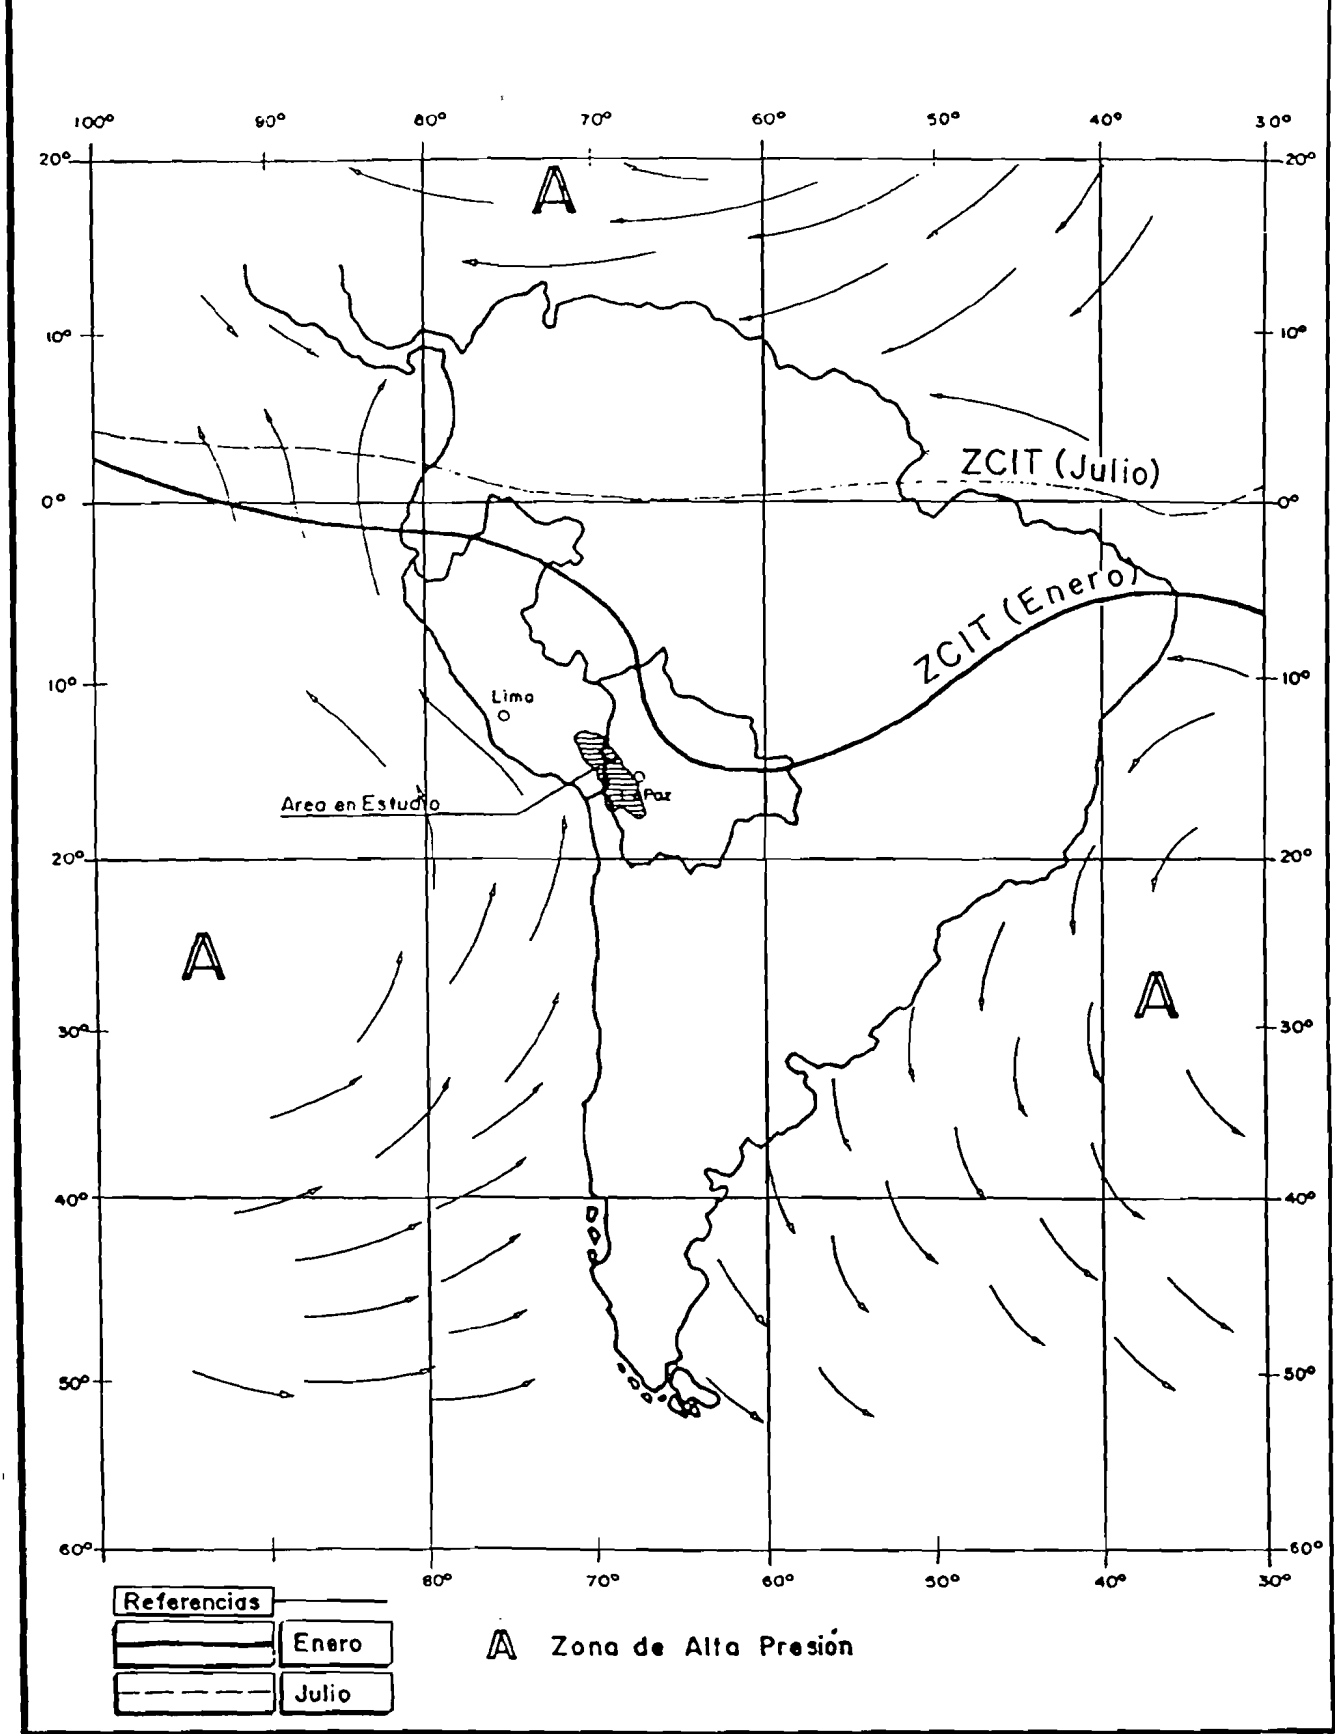 100° 90° 80° 70° 60° 50° 40° 30°
20° A 20°
10° 10°
ZCIT (Julio)
0° 0°
ZCIT (Enero)
10° Lima 10°
Paz
Area en Estudio
20° 20°
A A
30° 30°
40° 40°
50° 50°
60° 60°
80° 70° 60° 50° 40° 30°
Referencias
Enero A Zona de Alta Presión
Julio